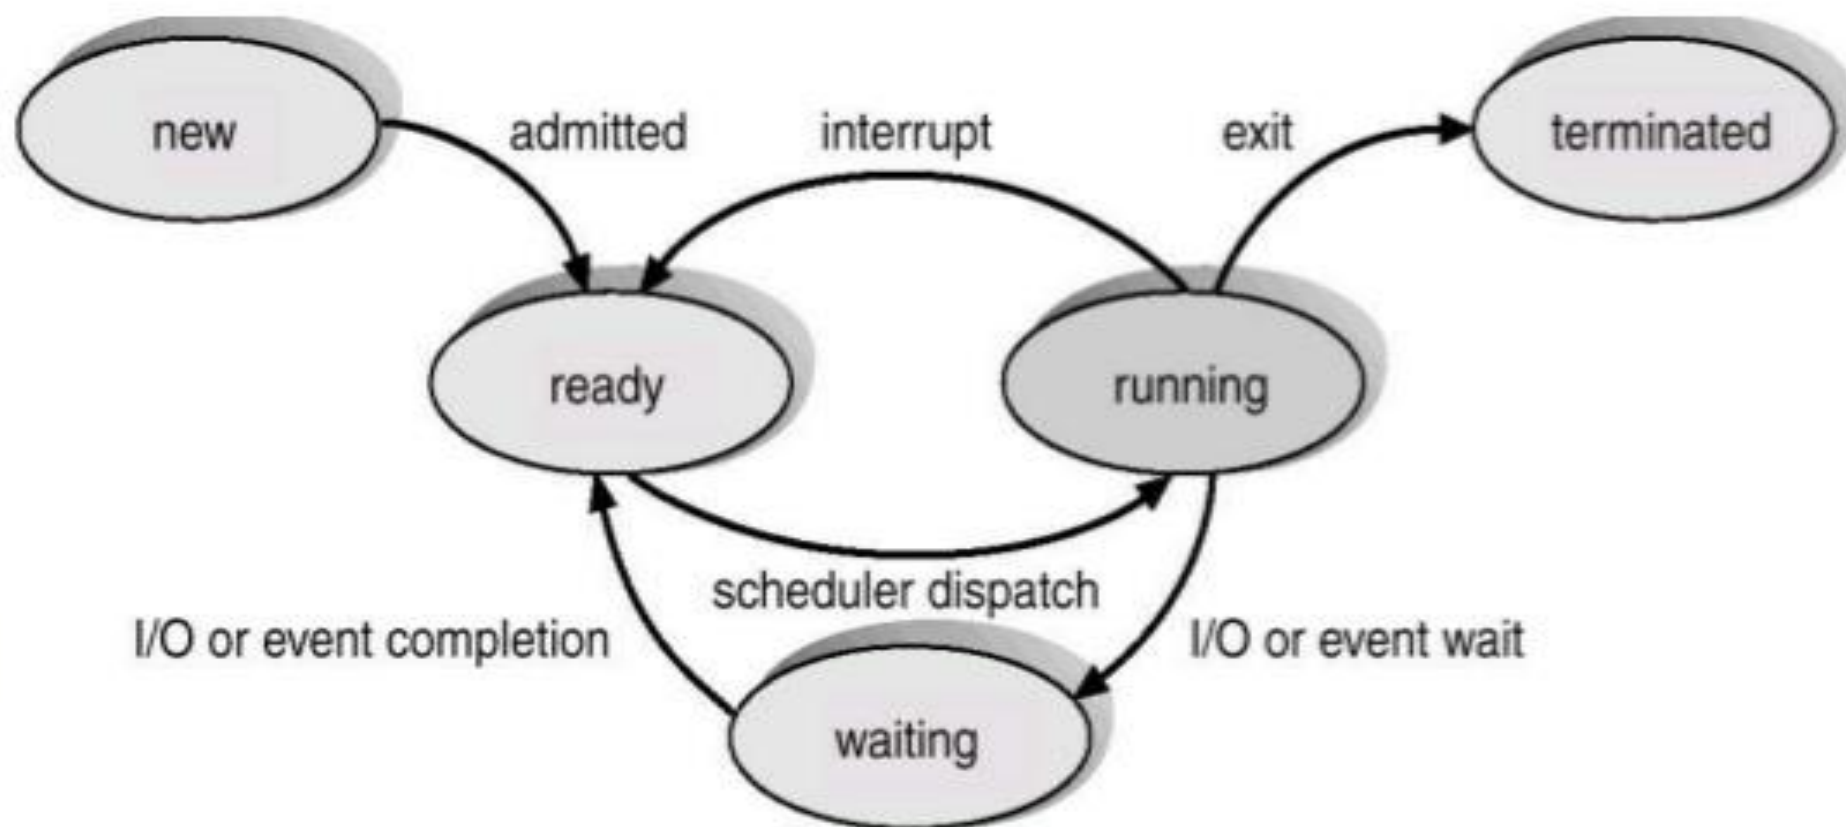 new
admitted
interrupt
exit
terminated
ready
running
scheduler dispatch
I/O or event completion
I/O or event wait
waiting